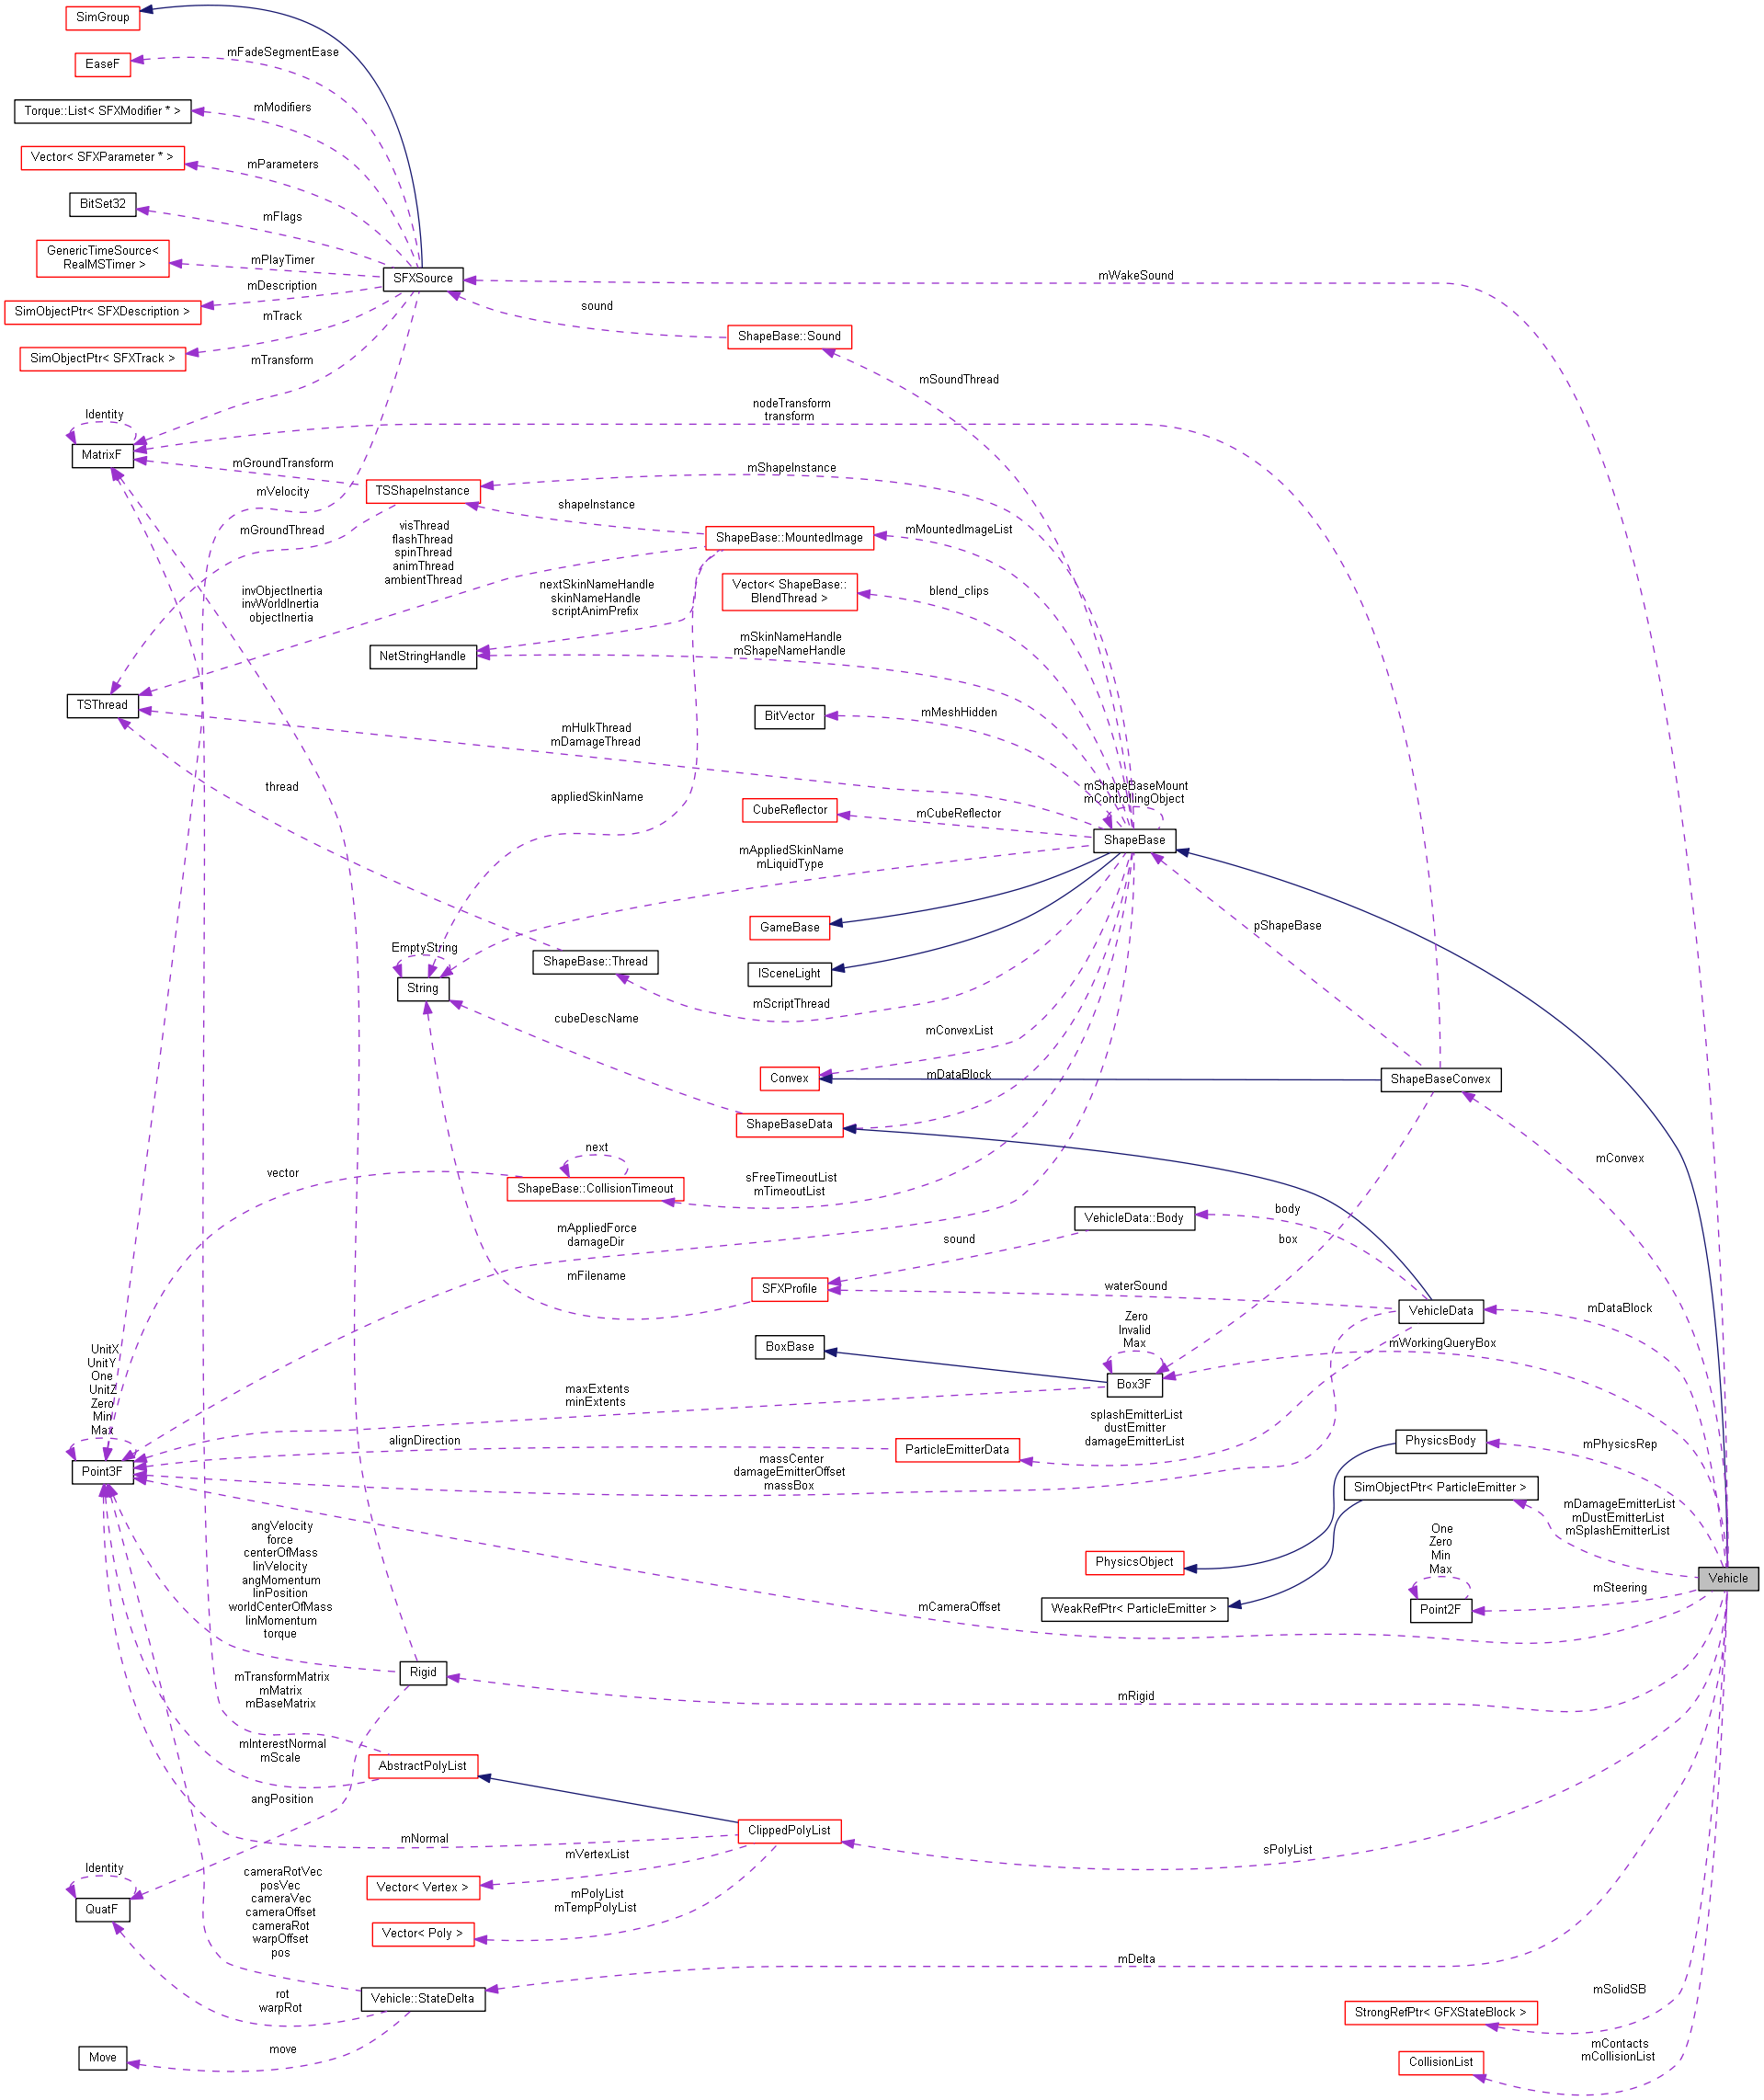 SimGroup
mFadeSegmentEase
EaseF
Torque::List< SFXModifier * >
mModifiers
Vector< SFXParameter * >
mParameters
BitSet32
mFlags
GenericTimeSource<
RealMSTimer >
mPlayTimer
SFXSource
mWakeSound
mDescription
SimObjectPtr< SFXDescription >
sound
mTrack
ShapeBase::Sound
SimObjectPtr< SFXTrack >
mTransform
mSoundThread
Identity
nodeTransform
transform
MatrixF
mGroundTransform
mShapeInstance
mVelocity
TSShapeInstance
shapeInstance
mGroundThread
visThread
flashThread
spinThread
animThread
ambientThread
ShapeBase::MountedImage
mMountedImageList
invObjectInertia
invWorldInertia
objectInertia
nextSkinNameHandle
skinNameHandle
scriptAnimPrefix
Vector< ShapeBase::
BlendThread >
blend_clips
NetStringHandle
mSkinNameHandle
mShapeNameHandle
TSThread
BitVector
mMeshHidden
mHulkThread
mDamageThread
thread
appliedSkinName
CubeReflector
mCubeReflector
mShapeBaseMount
mControllingObject
ShapeBase
mAppliedSkinName
mLiquidType
GameBase
pShapeBase
EmptyString
String
ShapeBase::Thread
ISceneLight
mScriptThread
cubeDescName
mConvexList
Convex
mDataBlock
ShapeBaseConvex
ShapeBaseData
next
vector
ShapeBase::CollisionTimeout
sFreeTimeoutList
mTimeoutList
mConvex
VehicleData::Body
body
mAppliedForce
damageDir
sound
box
mFilename
SFXProfile
waterSound
VehicleData
mDataBlock
Zero
Invalid
Max
BoxBase
mWorkingQueryBox
UnitX
UnitY
One
UnitZ
Zero
Min
Max
Box3F
maxExtents
minExtents
splashEmitterList
dustEmitter
damageEmitterList
Point3F
alignDirection
ParticleEmitterData
PhysicsBody
mPhysicsRep
massCenter
damageEmitterOffset
massBox
SimObjectPtr< ParticleEmitter >
mDamageEmitterList
mDustEmitterList
mSplashEmitterList
angVelocity
force
centerOfMass
linVelocity
angMomentum
linPosition
worldCenterOfMass
linMomentum
torque
One
Zero
Min
Max
PhysicsObject
Vehicle
mSteering
mCameraOffset
WeakRefPtr< ParticleEmitter >
Point2F
Rigid
mRigid
mTransformMatrix
mMatrix
mBaseMatrix
mInterestNormal
mScale
AbstractPolyList
angPosition
mNormal
ClippedPolyList
sPolyList
mVertexList
Identity
QuatF
Vector< Vertex >
cameraRotVec
posVec
cameraVec
cameraOffset
cameraRot
warpOffset
pos
mPolyList
mTempPolyList
Vector< Poly >
mDelta
rot
warpRot
Vehicle::StateDelta
mSolidSB
StrongRefPtr< GFXStateBlock >
Move
move
mContacts
mCollisionList
CollisionList